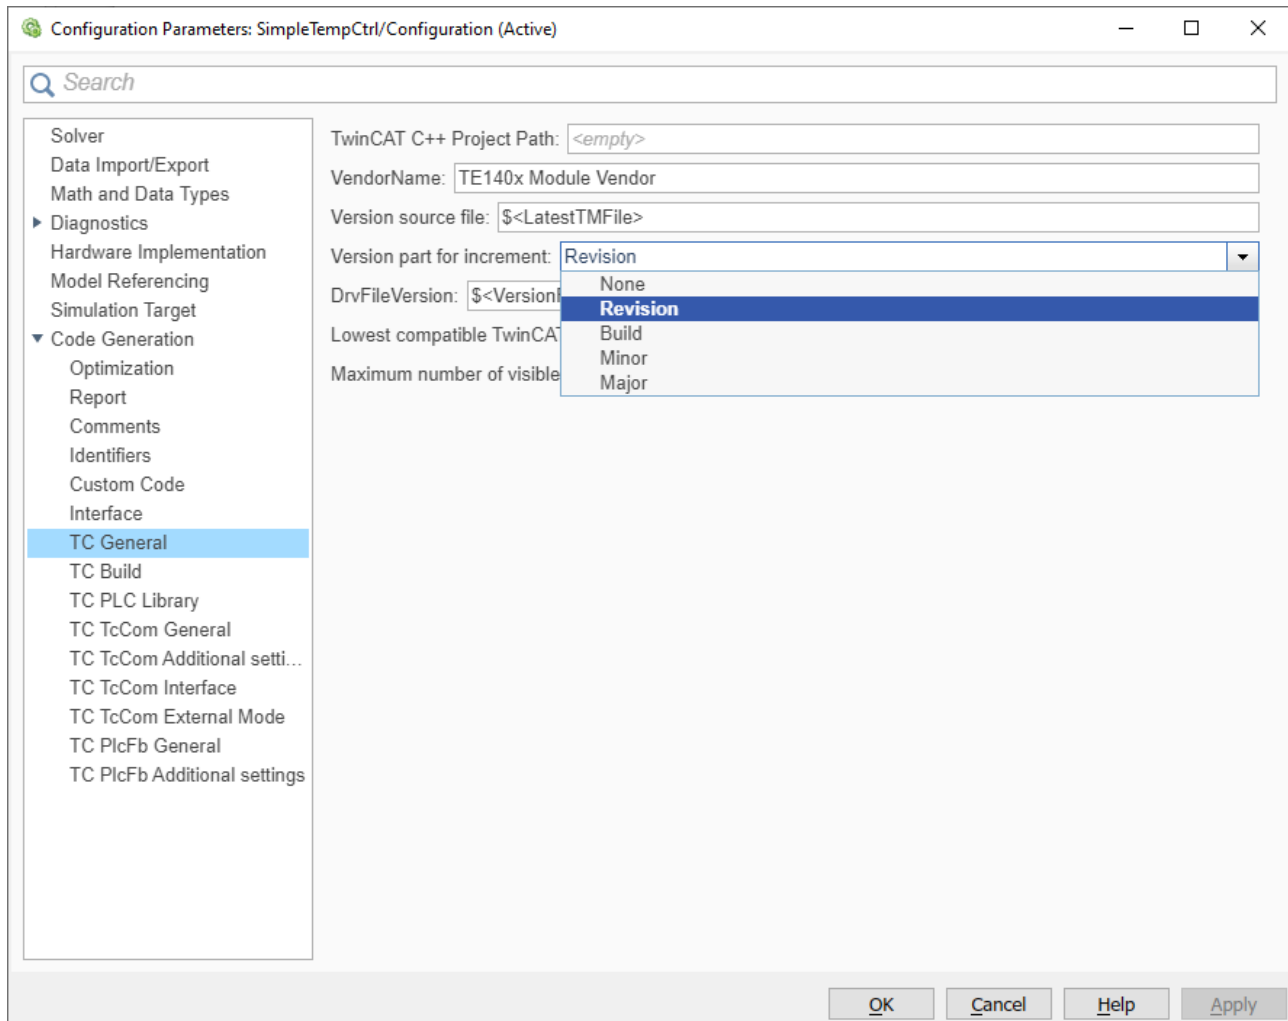 Configuration Parameters: SimpleTempCtrl/Configuration (Active)
Search
Solver
Data Import/Export
Math and Data Types
Diagnostics
Hardware Implementation
Model Referencing
Simulation Target
Code Generation
Optimization
Report
Comments
Identifiers
Custom Code
Interface
TC General
TC Build
TC PLC Library
TC TcCom General
TC TcCom Additional setti...
TC TcCom Interface
TC TcCom External Mode
TC PlcFb General
TC PlcFb Additional settings
TwinCAT C++ Project Path: <empty>
VendorName: TE140x Module Vendor
Version source file: $<LatestTMFile>
Version part for increment: Revision
None
Revision
Build
Minor
Major
DrvFileVersion: $<Version
Lowest compatible TwinCAT
Maximum number of visible
OK
Cancel
Help
Apply